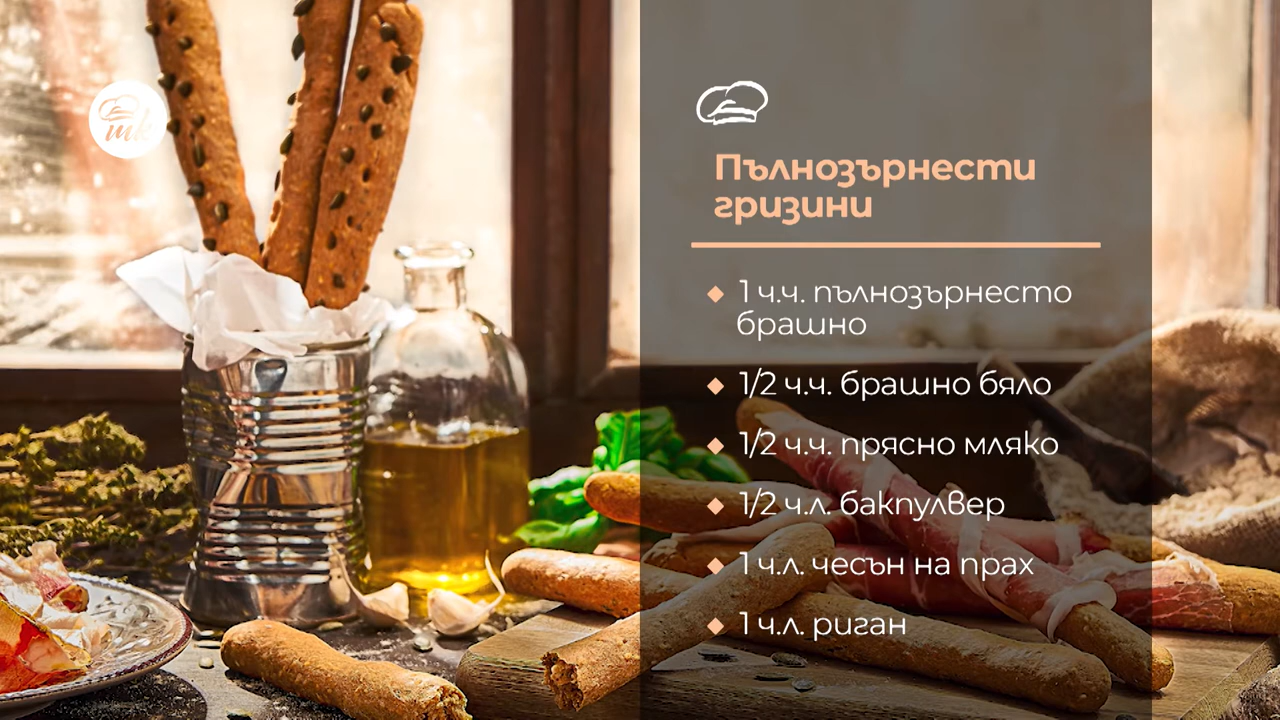 mk
Пълнозърнести
гризини
1 ч.ч. пълнозърнесто
брашно
1/2 ч.ч. брашно бяло
1/2 ч.ч. прясно мляко
1/2 ч.л. бакпулвер
1 ч.л. чесън на прах
1 ч.л. риган